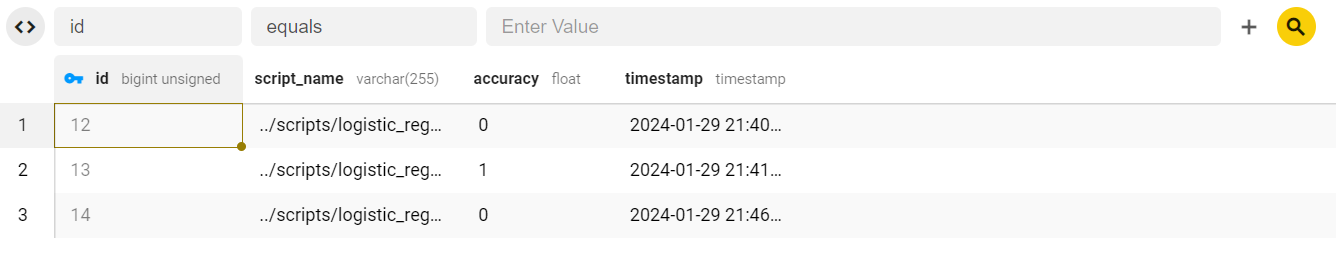 <> id equals Enter Value +
id bigint unsigned script_name varchar(255) accuracy float timestamp timestamp
1 12 ../scripts/logistic_reg... 0 2024-01-29 21:40...
2 13 ../scripts/logistic_reg... 1 2024-01-29 21:41...
3 14 ../scripts/logistic_reg... 0 2024-01-29 21:46...